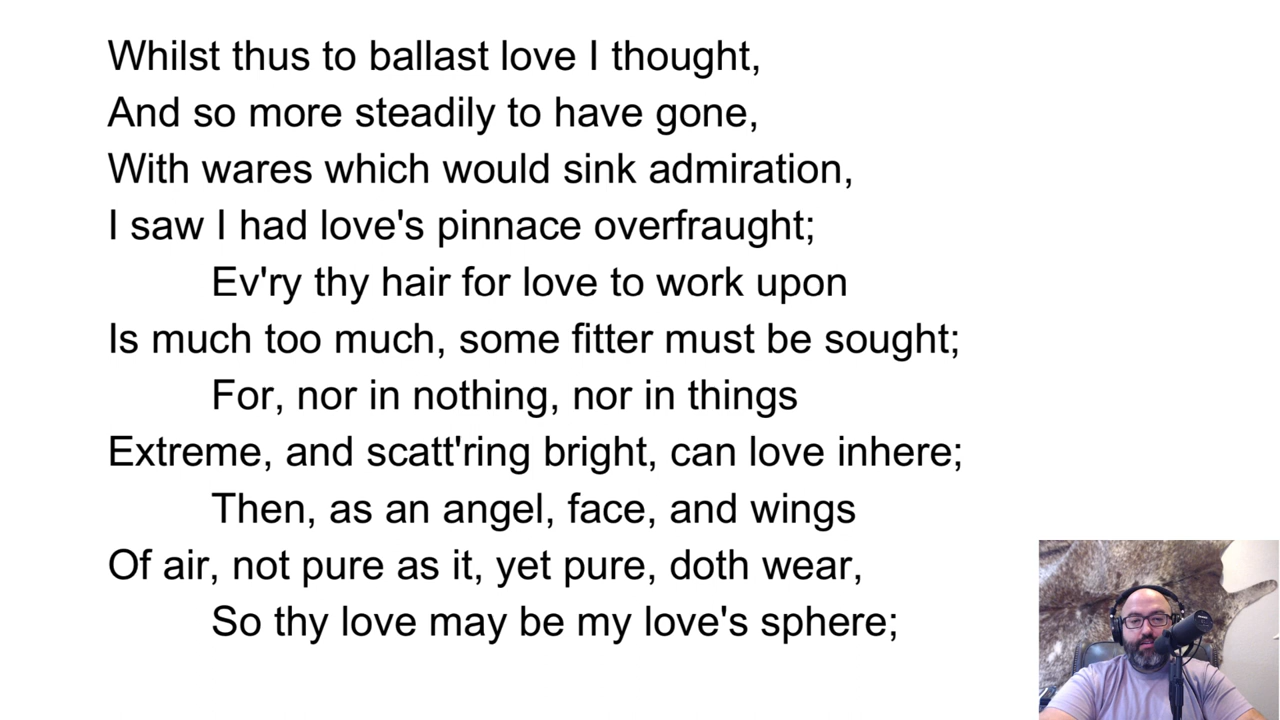 Whilst thus to ballast love I thought,
And so more steadily to have gone,
With wares which would sink admiration,
I saw I had love's pinnace overfraught;
Ev'ry thy hair for love to work upon
Is much too much, some fitter must be sought;
For, nor in nothing, nor in things
Extreme, and scatt'ring bright, can love inhere;
Then, as an angel, face, and wings
Of air, not pure as it, yet pure, doth wear,
So thy love may be my love's sphere;